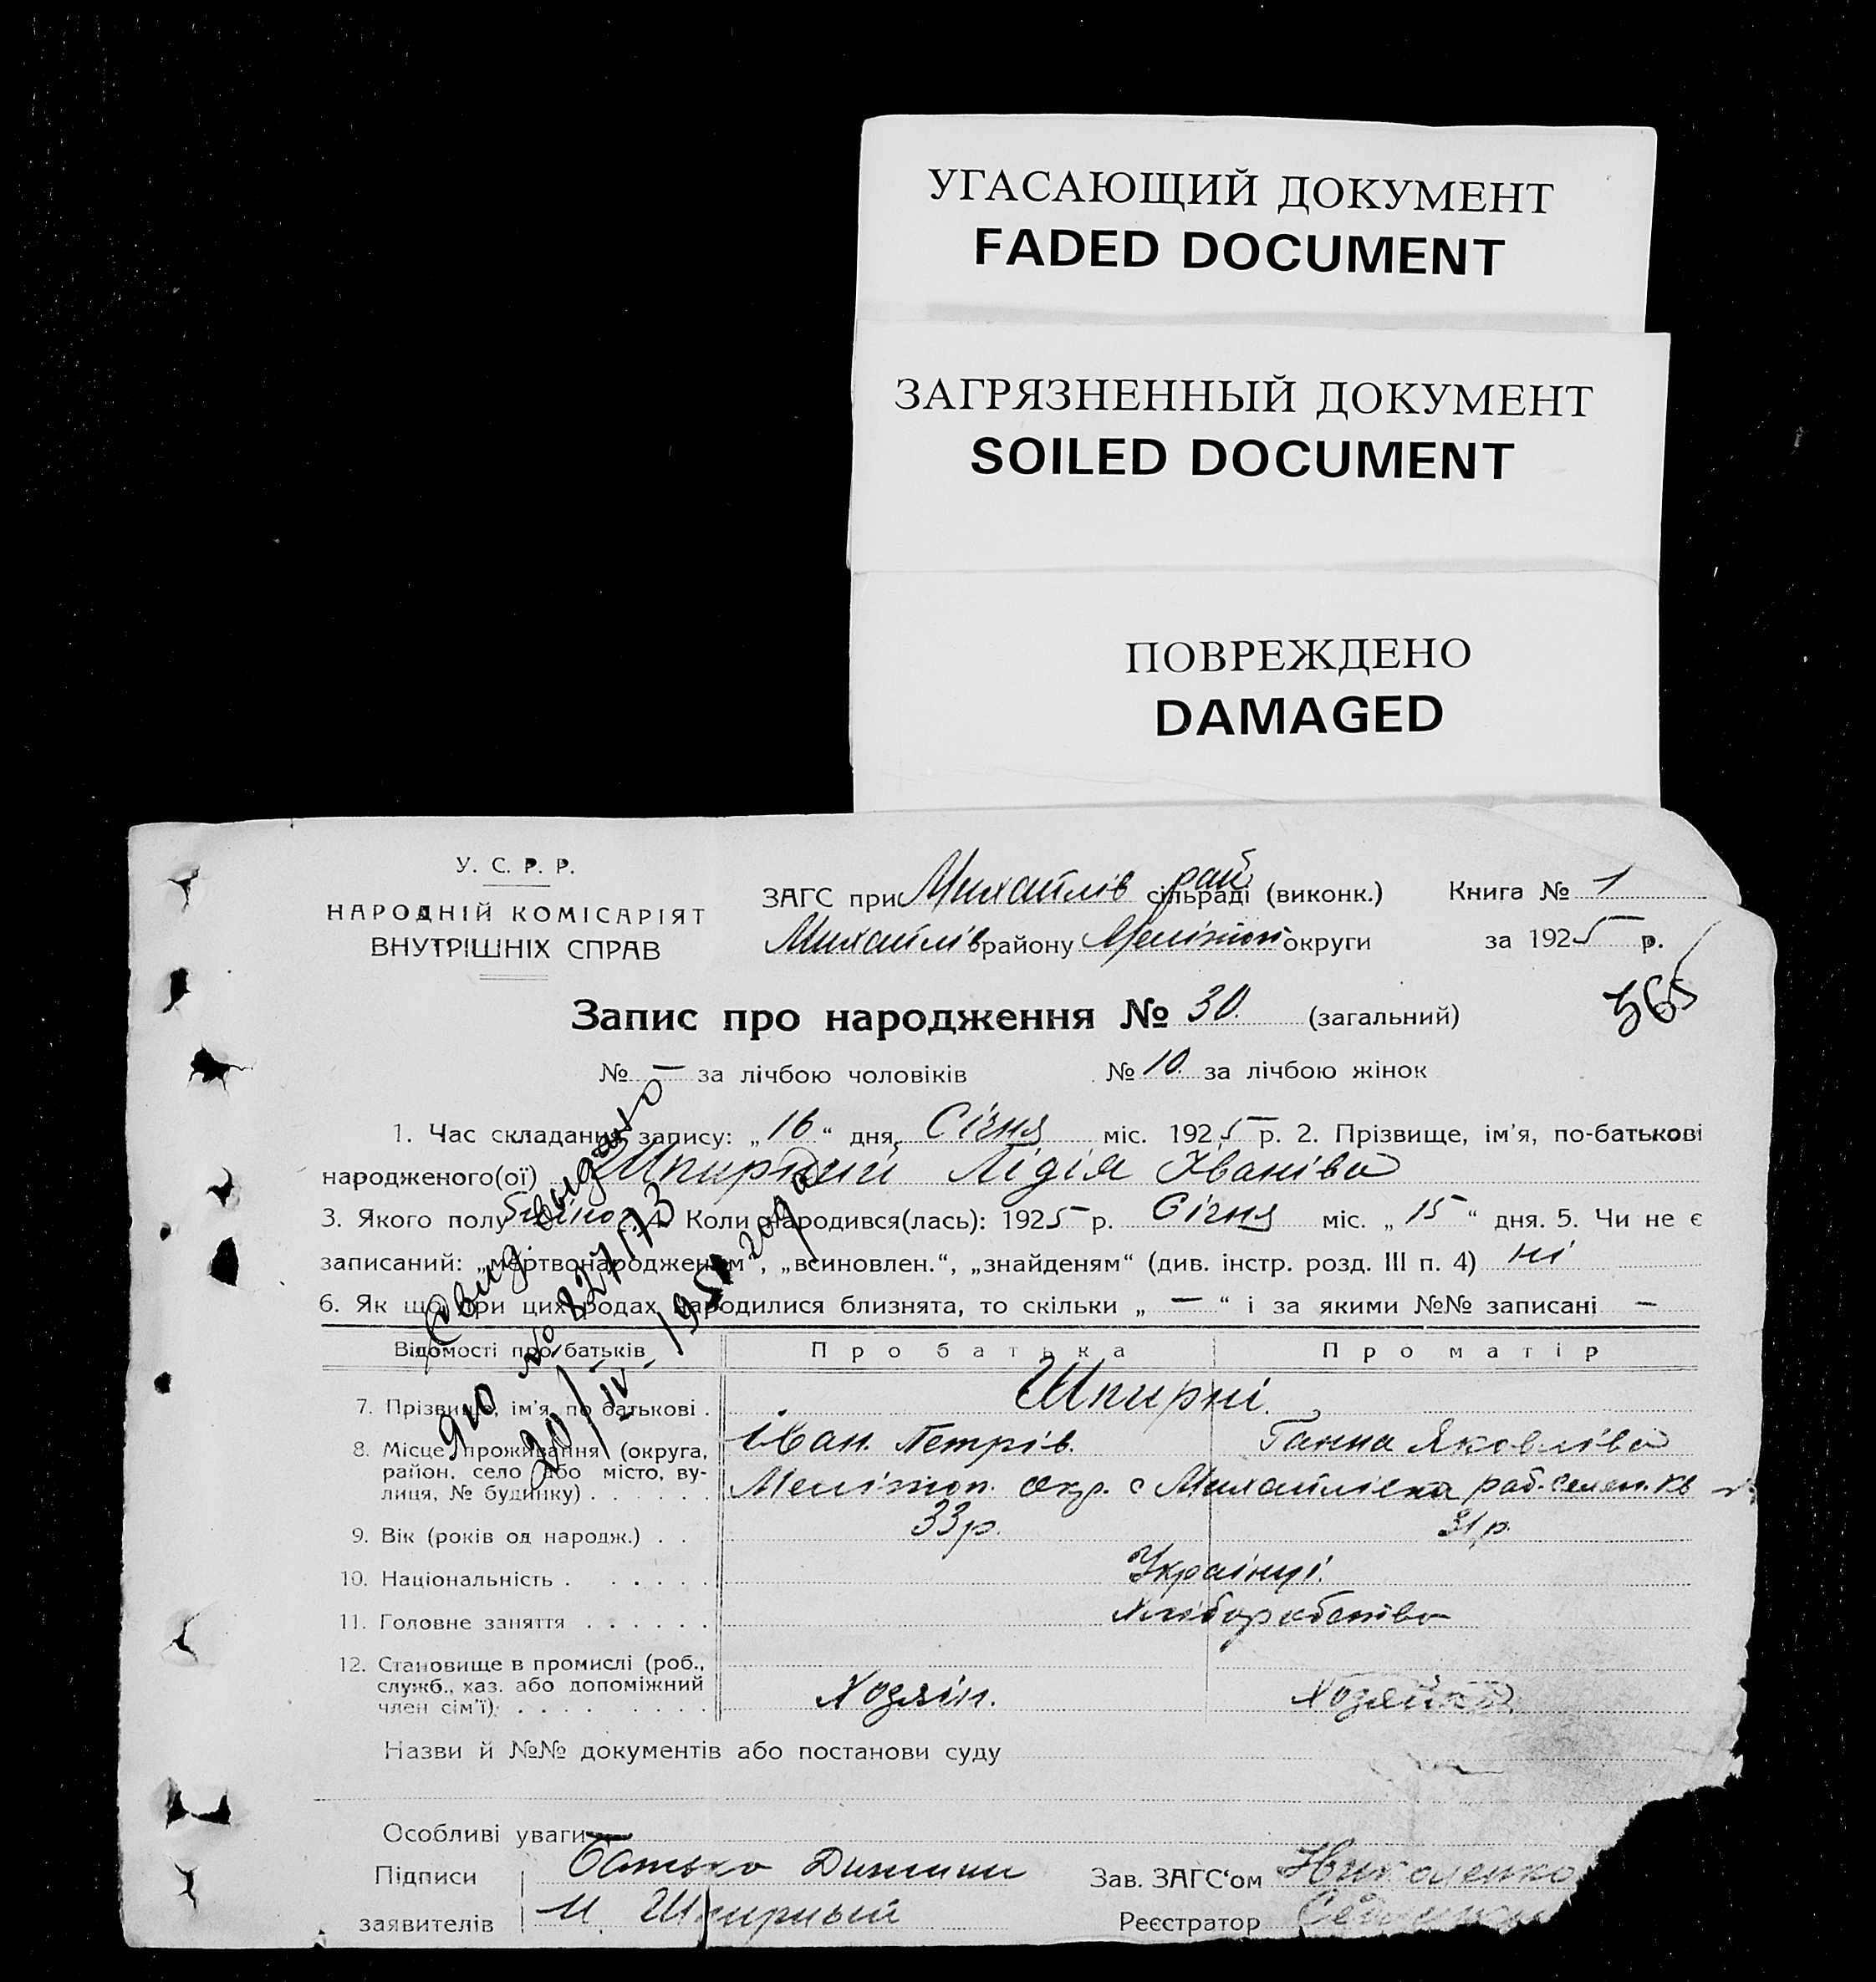 УГАСАЮЩИЙ ДОКУМЕНТ
FADED DOCUMENT
ЗАГРЯЗНЕННЫЙ ДОКУМЕНТ
SOILED DOCUMENT
ПОВРЕЖДЕНО
DAMAGED
У. С. Р. Р.
НАРОДНІЙ КОМІСАРІЯТ
ВНУТРІШНІХ СПРАВ
ЗАГС при Михайлів рай сільраді (виконк.) Книга № 1
Михайлів району Мелітоп округи за 1925 р.
565
Запис про народження № 30. (загальний)
№ — за лічбою чоловіків № 10. за лічбою жінок
1. Час складання запису: „16“ дня, Січня міс. 1925 р. 2. Прізвище, ім'я, по-батькові
народженого(ої) Лідія Іванівна
3. Якого полу 4. Коли народився(лась): 1925 р. Січня міс. „15“ дня. 5. Чи не є
записаний: „мертвонародженим“, „всиновлен.“, „знайденям“ (див. інстр. розд. III п. 4) ні
6. Як що при цих родах народилися близнята, то скільки „—“ і за якими №№ записані —
Свид выдано
№ 827173
20/IV 195
Відомості про батьків Про батька Про матір
7. Прізвище, ім'я, по батькові . Шпирні.
Іван Петрів. Ганна Яковлівна
8. Місце проживання (округа,
район, село або місто, ву-
лиця, № будинку) . . . . . . Мелітоп. окр. с Михайлівка
9. Вік (років од народж.) . . 33 р. 31 р.
10. Національність . . . . . . Українці.
11. Головне заняття . . . . . . Хліборобство
12. Становище в промислі (роб.,
служб., хаз. або допоміжний
член сім'ї) . . . . . . . . Хозяїн. Хозяйка.
Назви й №№ документів або постанови суду
Особливі уваги
Підписи Батько Дитини Зав. ЗАГС'ом
заявителів И Шпирный Реєстратор